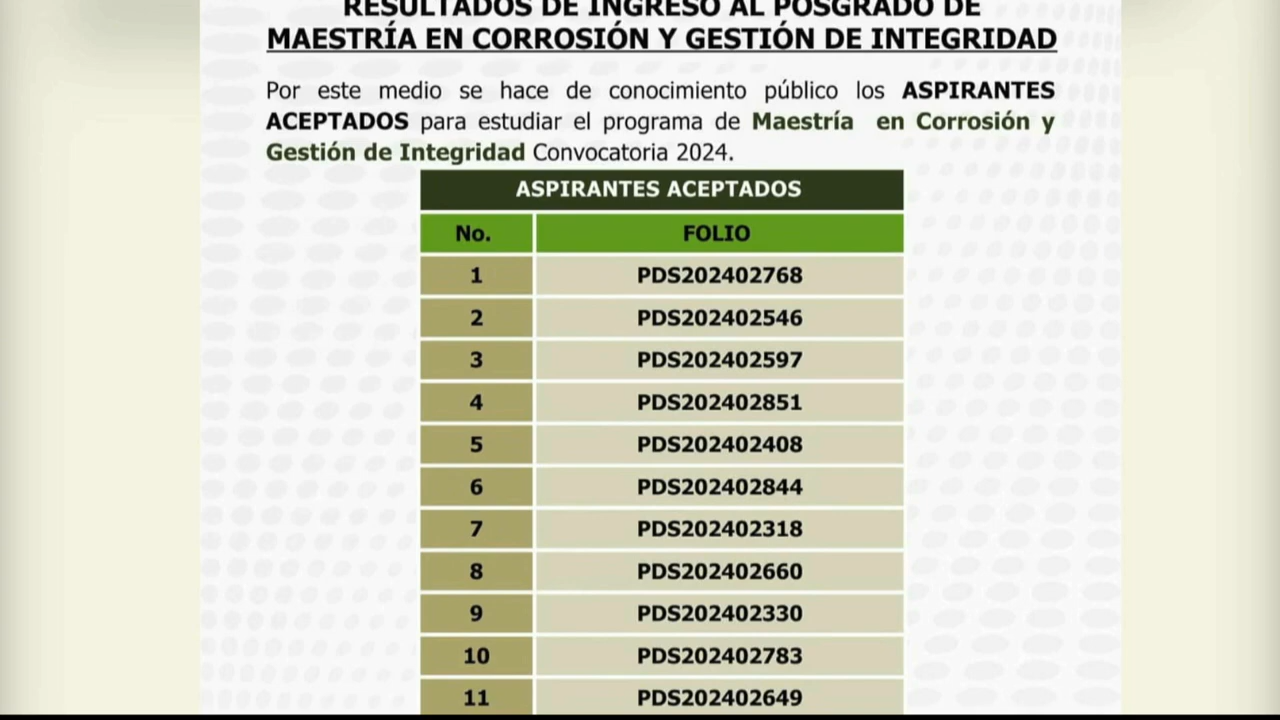 RESULTADOS DE INGRESO AL POSGRADO DE
MAESTRÍA EN CORROSIÓN Y GESTIÓN DE INTEGRIDAD
Por este medio se hace de conocimiento público los ASPIRANTES
ACEPTADOS para estudiar el programa de Maestría en Corrosión y
Gestión de Integridad Convocatoria 2024.
ASPIRANTES ACEPTADOS
No. FOLIO
1 PDS202402768
2 PDS202402546
3 PDS202402597
4 PDS202402851
5 PDS202402408
6 PDS202402844
7 PDS202402318
8 PDS202402660
9 PDS202402330
10 PDS202402783
11 PDS202402649